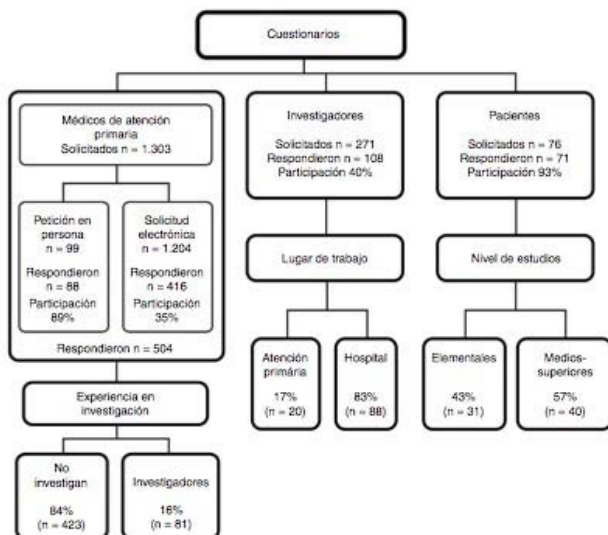 Cuestionarios
Médicos de atención
primaria
Solicitados n = 1.303
Petición en
persona
n = 99
Respondieron
n = 88
Participación
89%
Solicitud
electrónica
n = 1.204
Respondieron
n = 416
Participación
35%
Respondieron n = 504
Experiencia en
investigación
No
investigan
84%
(n = 423)
Investigadores
16%
(n = 81)
Investigadores
Solicitados n = 271
Respondieron n = 108
Participación 40%
Lugar de trabajo
Atención
primária
17%
(n = 20)
Hospital
83%
(n = 88)
Pacientes
Solicitados n = 76
Respondieron n = 71
Participación 93%
Nivel de estudios
Elementales
43%
(n = 31)
Medios-
superiores
57%
(n = 40)